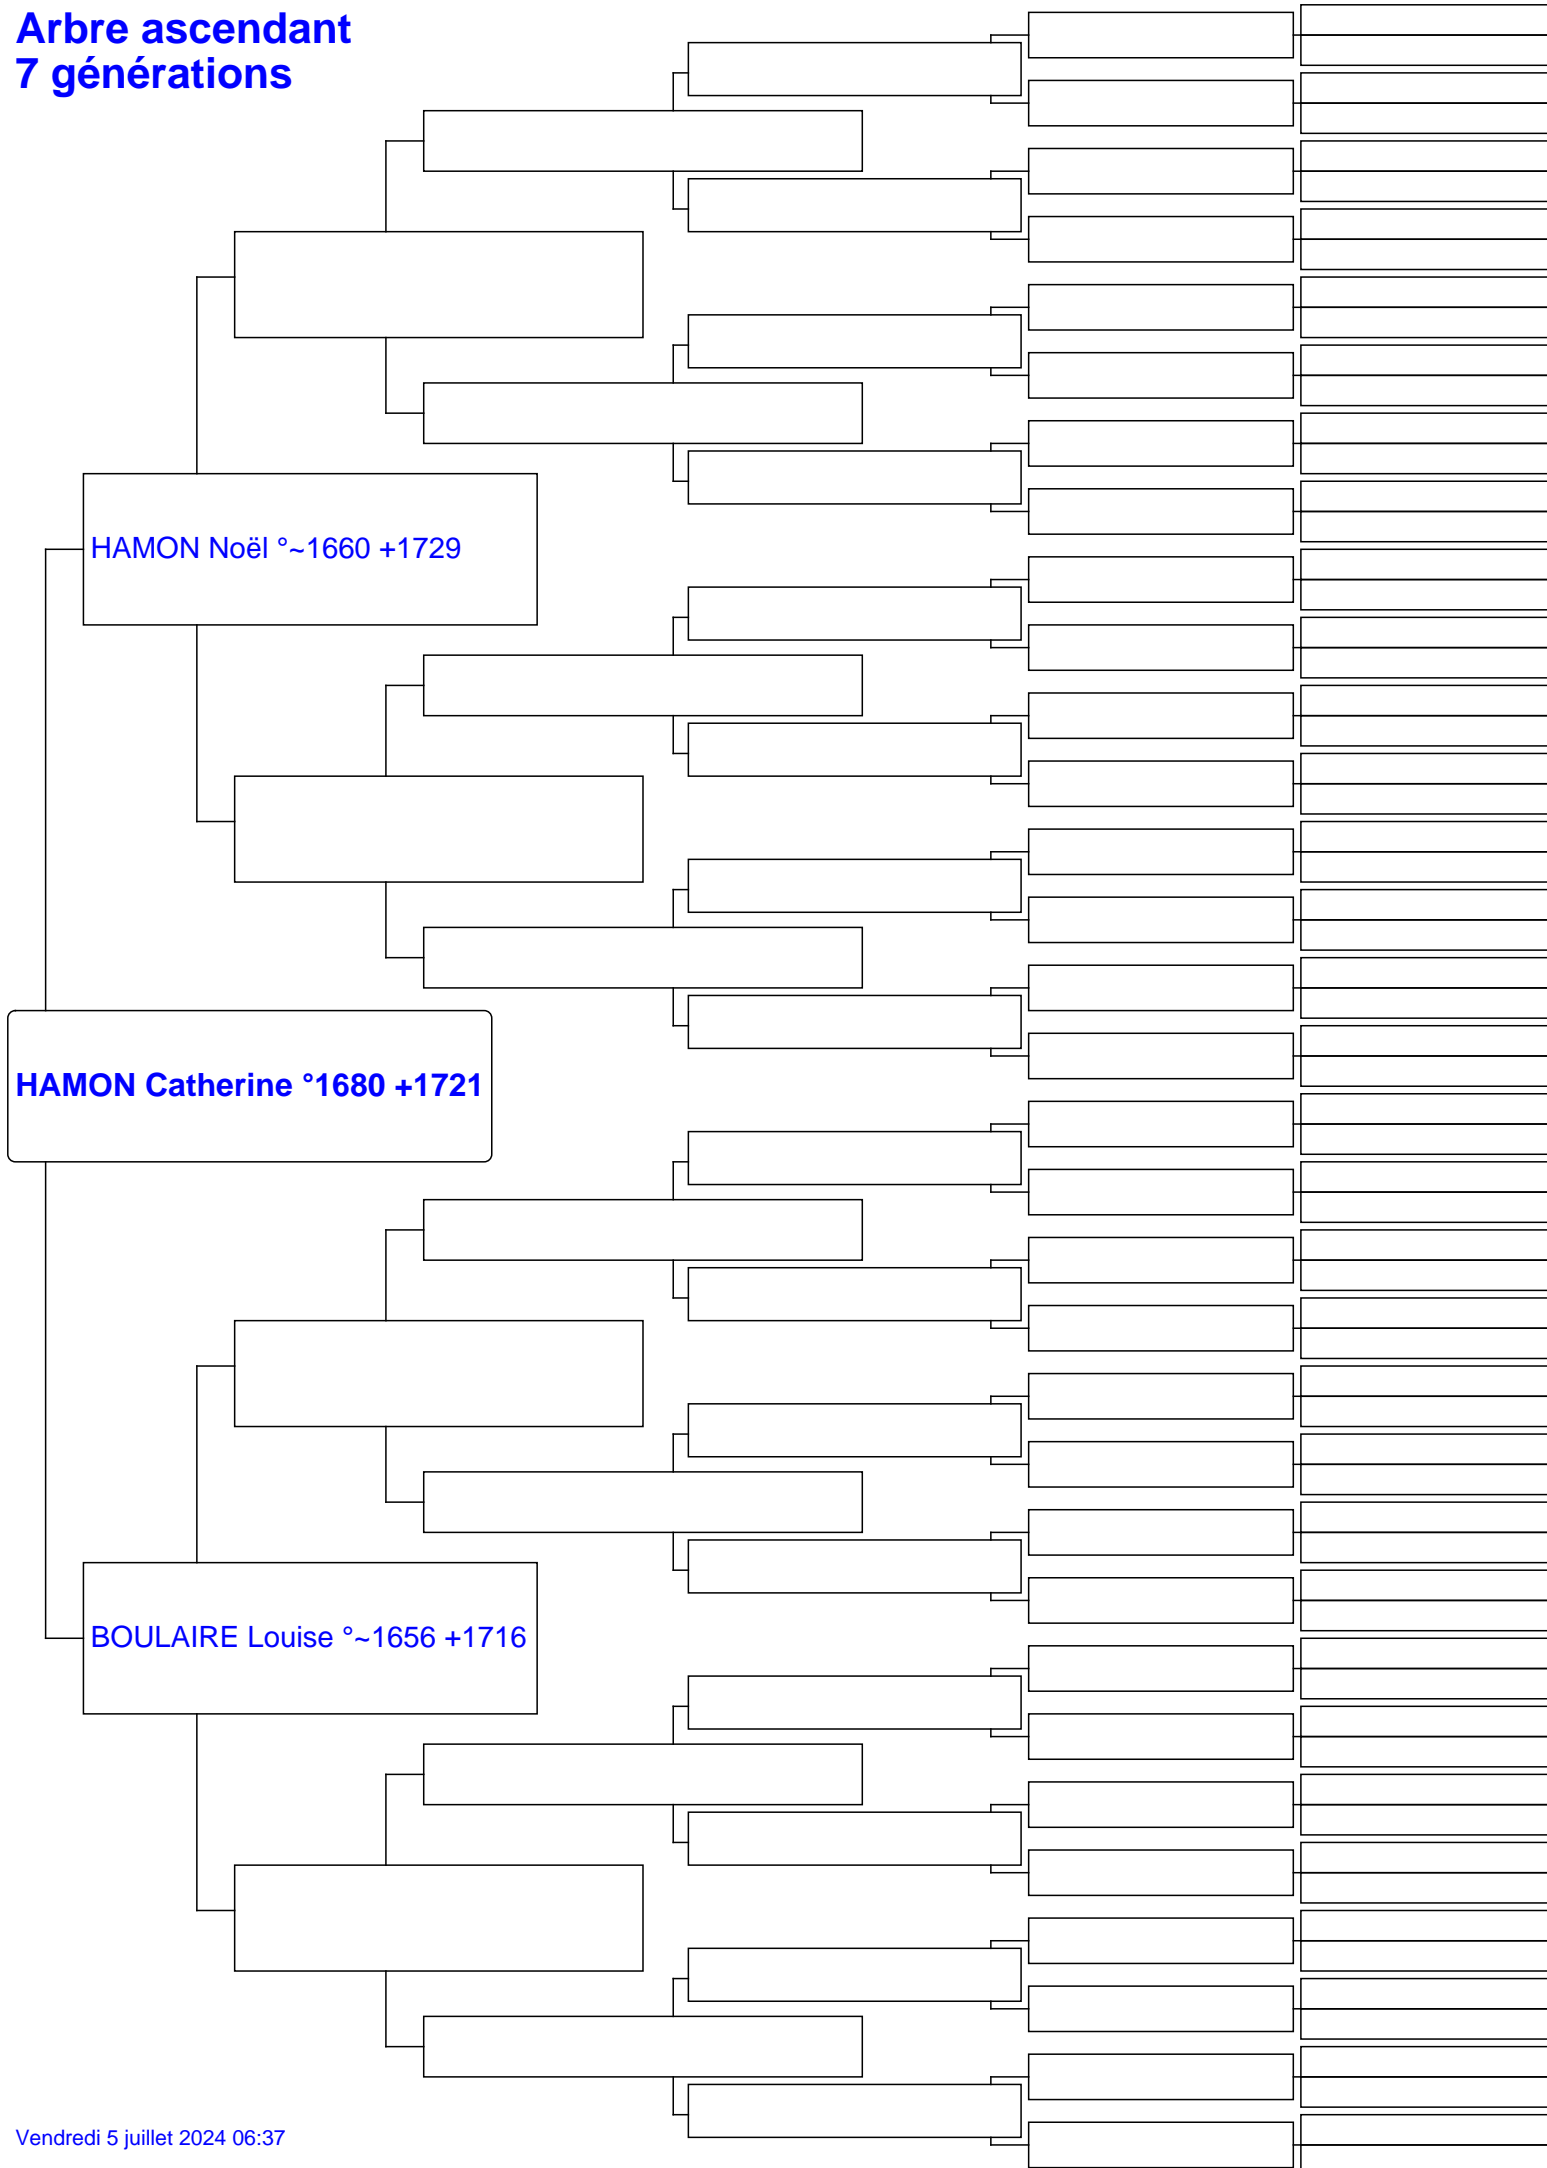 Arbre ascendant
7 générations
HAMON Noël °~1660 +1729
HAMON Catherine °1680 +1721
BOULAIRE Louise °~1656 +1716
Vendredi 5 juillet 2024 06:37